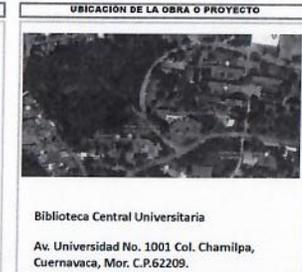 UBICACIÓN DE LA OBRA O PROYECTO
Biblioteca Central Universitaria
Av. Universidad No. 1001 Col. Chamilpa,
Cuernavaca, Mor. C.P.62209.